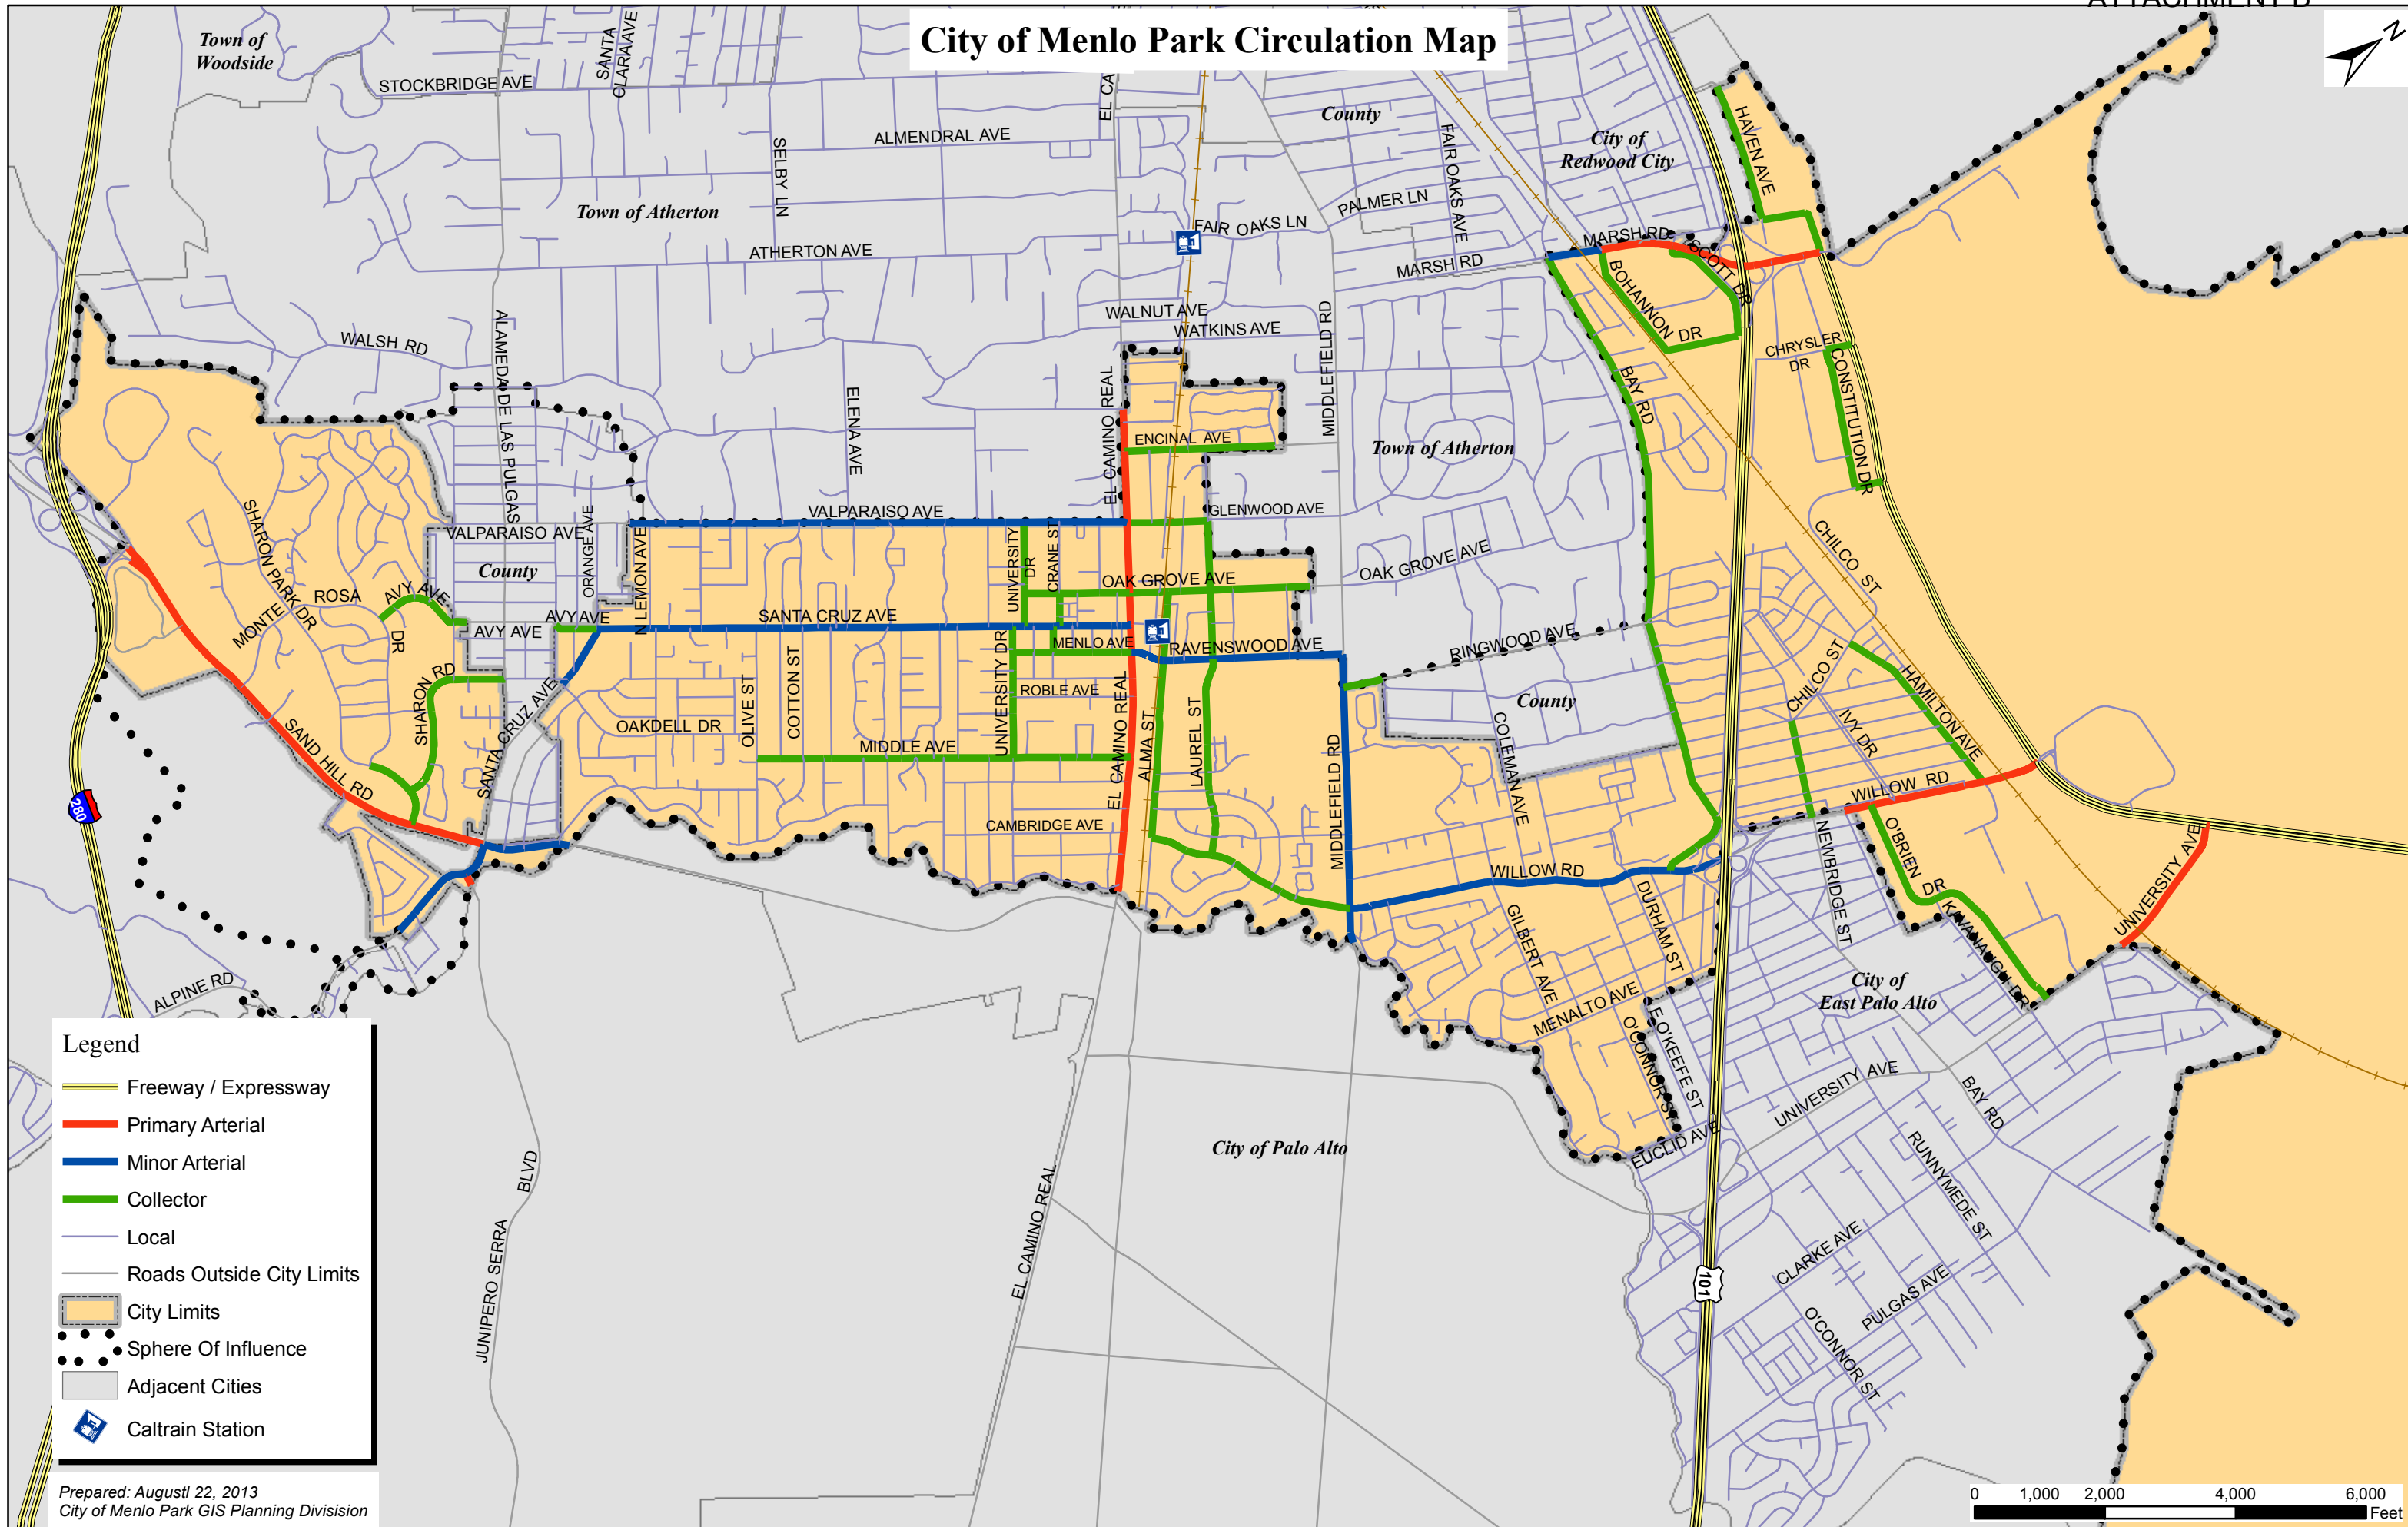 ATTACHMENT B
City of Menlo Park Circulation Map
N
Town of
Woodside
SANTA
CLARA AVE
STOCKBRIDGE AVE
EL CA
County
City of
Redwood City
HAVEN AVE
ALMENDRAL AVE
SELBY LN
FAIR OAKS AVE
PALMER LN
Town of Atherton
FAIR OAKS LN
MARSH RD
SCOTT DR
ATHERTON AVE
MARSH RD
BOHANNON DR
WALNUT AVE
WATKINS AVE
MIDDLEFIELD RD
WALSH RD
ALAMEDA DE LAS PULGAS
CHRYSLER
DR
CONSTITUTION DR
ELENA AVE
EL CAMINO REAL
BAY RD
ENCINAL AVE
Town of Atherton
VALPARAISO AVE
GLENWOOD AVE
SHARON PARK DR
VALPARAISO AVE
ORANGE AVE
N LEMON AVE
UNIVERSITY
DR
CRANE ST
CHILCO ST
County
OAK GROVE AVE
OAK GROVE AVE
MONTE
ROSA
DR
AVY AVE
AVY AVE
AVY AVE
SANTA CRUZ AVE
MENLO AVE
RAVENSWOOD AVE
RINGWOOD AVE
SHARON RD
SANTA CRUZ AVE
OAKDELL DR
OLIVE ST
COTTON ST
UNIVERSITY DR
ROBLE AVE
EL CAMINO REAL
ALMA ST
LAUREL ST
County
COLEMAN AVE
CHILCO ST
IVY DR
HAMILTON AVE
MIDDLE AVE
MIDDLEFIELD RD
SAND HILL RD
WILLOW RD
280
CAMBRIDGE AVE
O'BRIEN
DR
NEWBRIDGE ST
UNIVERSITY AVE
WILLOW RD
GILBERT AVE
DURHAM ST
KAVANAUGH DR
ALPINE RD
MENALTO AVE
City of
East Palo Alto
O'CONNOR ST
E O'KEEFE ST
EUCLID AVE
UNIVERSITY AVE
BAY RD
City of Palo Alto
RUNNYMEDE ST
JUNIPERO SERRA
BLVD
EL CAMINO REAL
CLARKE AVE
101
PULGAS AVE
O'CONNOR ST
Legend
Freeway / Expressway
Primary Arterial
Minor Arterial
Collector
Local
Roads Outside City Limits
City Limits
Sphere Of Influence
Adjacent Cities
Caltrain Station
Prepared: Augustl 22, 2013
City of Menlo Park GIS Planning Divisision
0 1,000 2,000 4,000 6,000
Feet